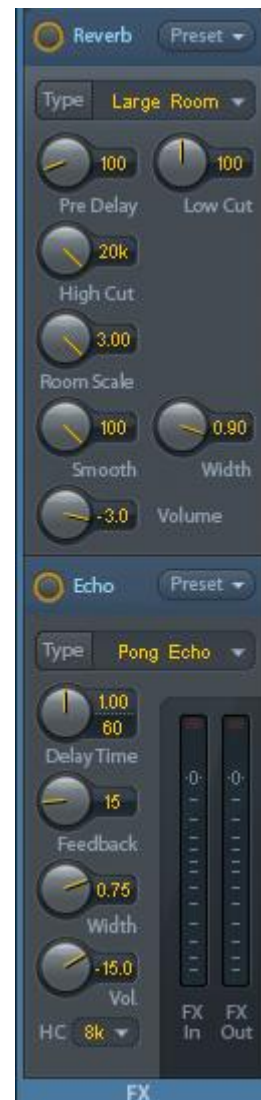 Reverb Preset
Type Large Room
100 100
Pre Delay Low Cut
20k
High Cut
3.00
Room Scale
100 0.90
Smooth Width
-3.0 Volume
Echo Preset
Type Pong Echo
1.00
60
Delay Time
15
Feedback
0.75
Width
-15.0
Vol.
HC 8k
-0- -0-
FX In FX Out
FX